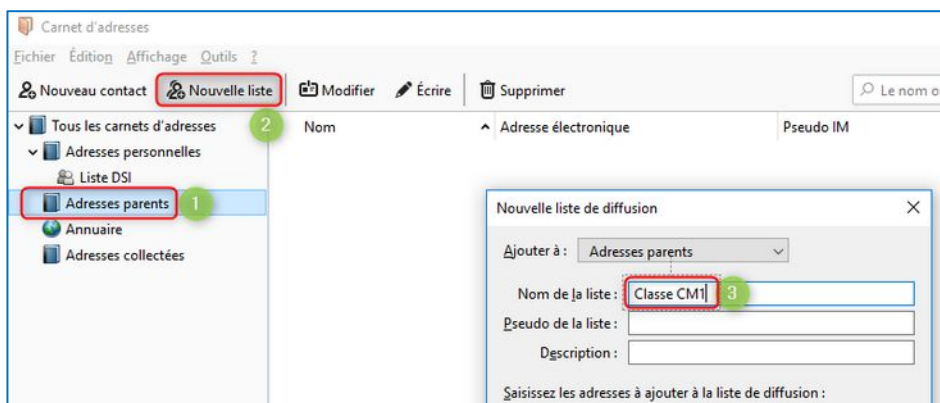 Carnet d'adresses
Fichier Édition Affichage Outils ?
Nouveau contact Nouvelle liste Modifier Écrire Supprimer Le nom o
Tous les carnets d'adresses 2 Nom Adresse électronique Pseudo IM
Adresses personnelles
Liste DSI
Adresses parents 1
Annuaire
Adresses collectées
Nouvelle liste de diffusion
Ajouter à : Adresses parents
Nom de la liste : Classe CM1 3
Pseudo de la liste :
Description :
Saisissez les adresses à ajouter à la liste de diffusion :